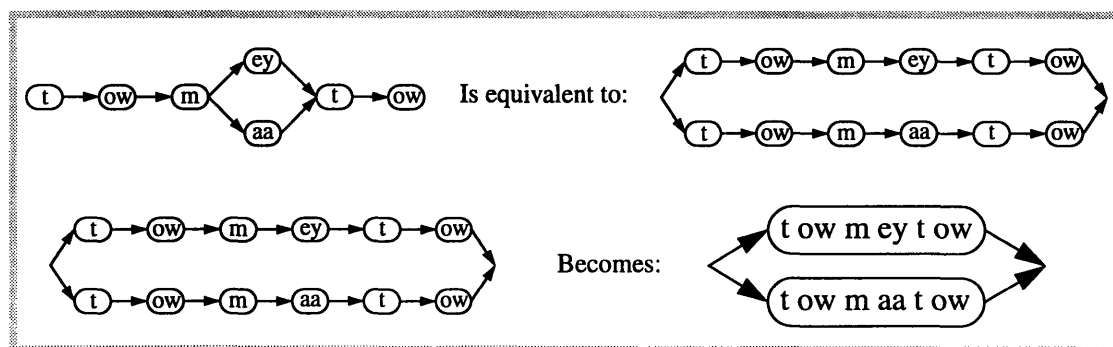 ey
t ow m t ow
aa
Is equivalent to:
t ow m ey t ow
t ow m aa t ow
t ow m ey t ow
t ow m aa t ow
Becomes:
t ow m ey t ow
t ow m aa t ow